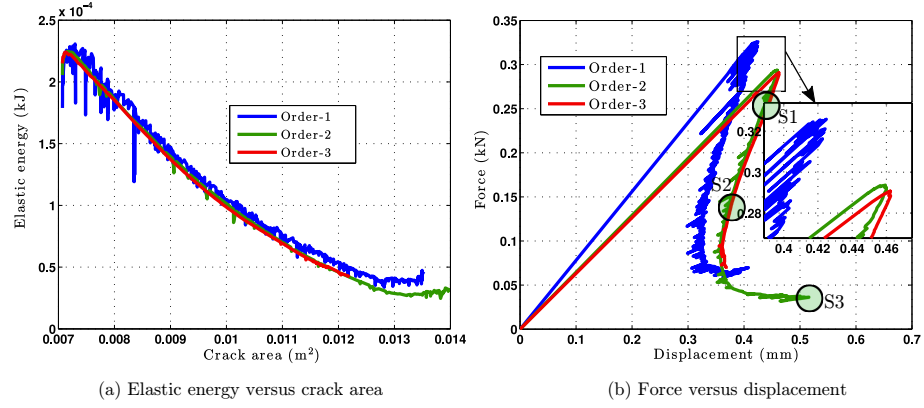 2.5 x 10⁻⁴
2
1.5
1
0.5
0
0.007 0.008 0.009 0.01 0.011 0.012 0.013 0.014
Elastic energy (kJ)
Crack area (m²)
Order-1
Order-2
Order-3
(a) Elastic energy versus crack area
0.35
0.3
0.25
0.2
0.15
0.1
0.05
0
0 0.1 0.2 0.3 0.4 0.5 0.6 0.7
Force (kN)
Displacement (mm)
Order-1
Order-2
Order-3
S1
S2
S3
0.32
0.3
0.28
0.4 0.42 0.44 0.46
(b) Force versus displacement